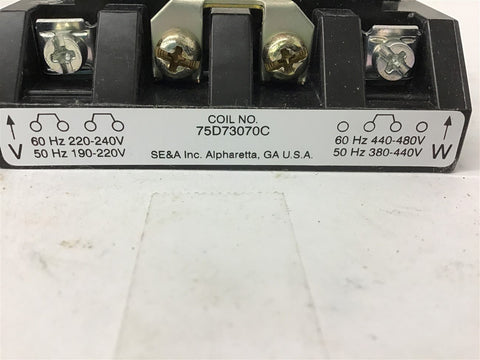 COIL NO.
75D73070C
SE&A Inc. Alpharetta, GA U.S.A.
V
60 Hz 220-240V
50 Hz 190-220V
60 Hz 440-480V
50 Hz 380-440V
W